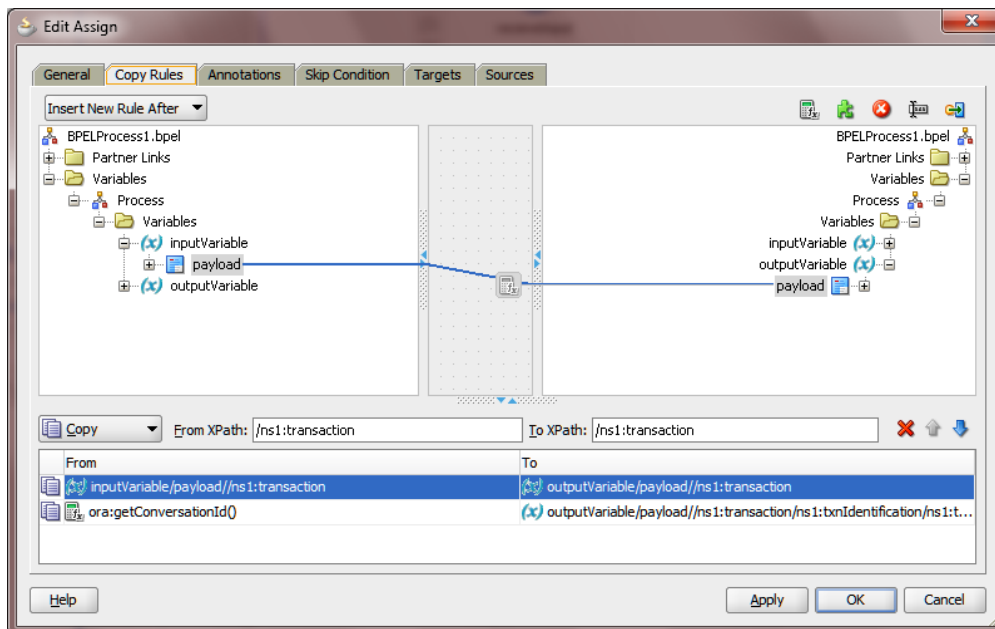 Edit Assign
General Copy Rules Annotations Skip Condition Targets Sources
Insert New Rule After
BPELProcess1.bpel
Partner Links
Variables
Process
Variables
(x) inputVariable
payload
(x) outputVariable
BPELProcess1.bpel
Partner Links
Variables
Process
Variables
inputVariable (x)
outputVariable (x)
payload
Copy From XPath: /ns1:transaction To XPath: /ns1:transaction
From To
inputVariable/payload//ns1:transaction outputVariable/payload//ns1:transaction
ora:getConversationId() (x) outputVariable/payload//ns1:transaction/ns1:txnIdentification/ns1:t...
Help Apply OK Cancel